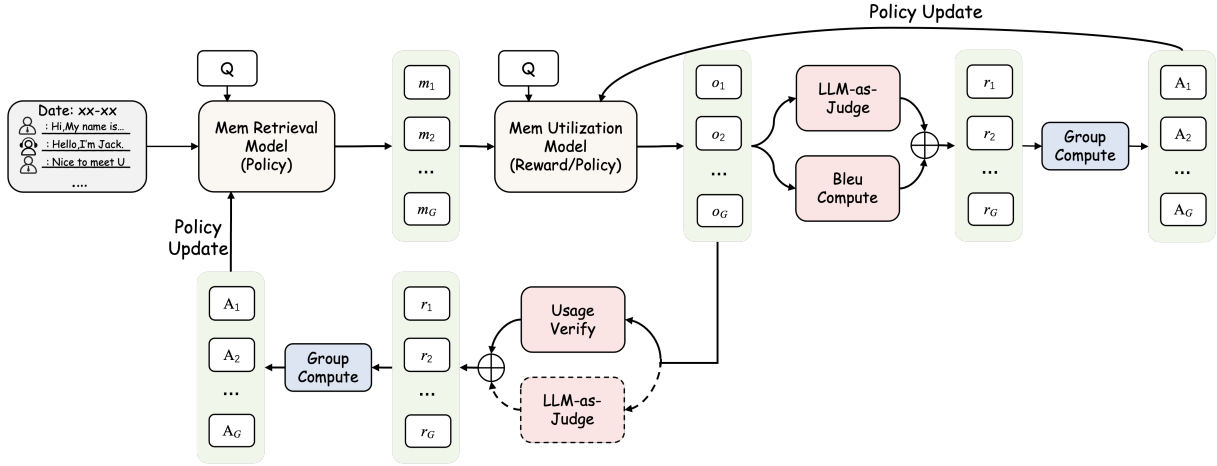 Policy Update
Date: xx-xx
: Hi,My name is...
: Hello,I'm Jack.
: Nice to meet U
....
Q
Mem Retrieval
Model
(Policy)
m1
m2
...
mG
Q
Mem Utilization
Model
(Reward/Policy)
o1
o2
...
oG
LLM-as-
Judge
Bleu
Compute
r1
r2
...
rG
Group
Compute
A1
A2
...
AG
Policy
Update
A1
A2
...
AG
Group
Compute
r1
r2
...
rG
Usage
Verify
LLM-as-
Judge